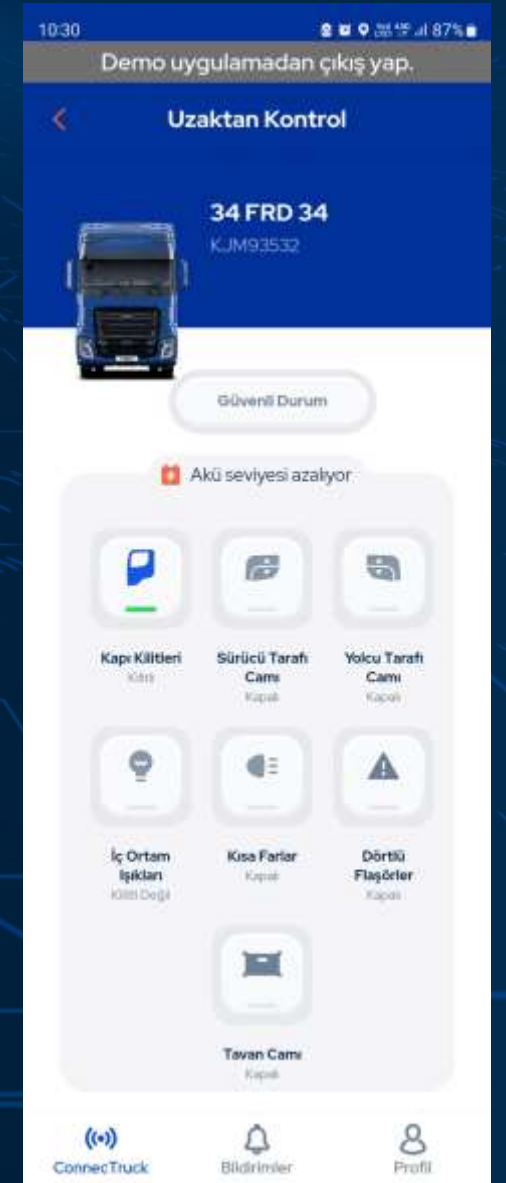 10:30 87%
Demo uygulamadan çıkış yap.
Uzaktan Kontrol
34 FRD 34
KJM93532
Güvenli Durum
Akü seviyesi azalıyor
Kapı Kilitleri
Kilitli
Sürücü Tarafı
Camı
Kapalı
Yolcu Tarafı
Camı
Kapalı
İç Ortam
Işıkları
Kilitli Değil
Kısa Farlar
Kapalı
Dörtlü
Flaşörler
Kapalı
Tavan Camı
Kapalı
ConnecTruck
Bildirimler
Profil